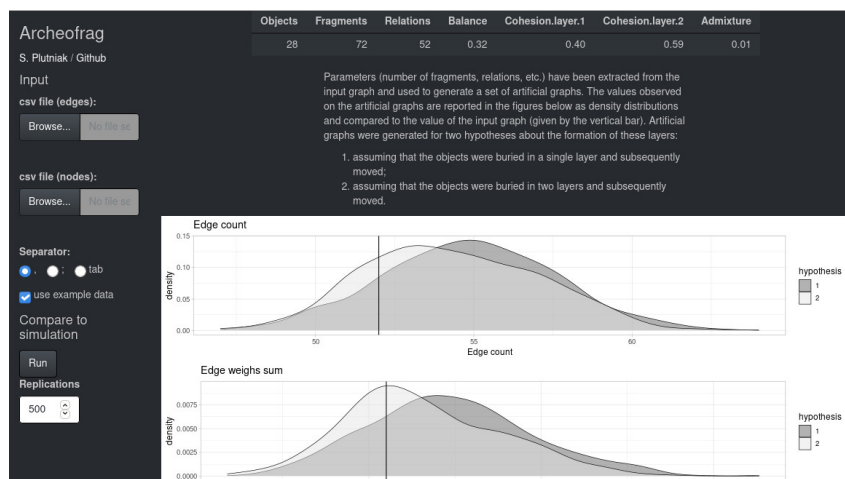 Archeofrag
S. Plutniak / Github
Input
csv file (edges):
Browse... No file se
csv file (nodes):
Browse... No file se
Separator:
, ; tab
use example data
Compare to
simulation
Run
Replications
500
Objects Fragments Relations Balance Cohesion.layer.1 Cohesion.layer.2 Admixture
28 72 52 0.32 0.40 0.59 0.01
Parameters (number of fragments, relations, etc.) have been extracted from the
input graph and used to generate a set of artificial graphs. The values observed
on the artificial graphs are reported in the figures below as density distributions
and compared to the value of the input graph (given by the vertical bar). Artificial
graphs were generated for two hypotheses about the formation of these layers:
1. assuming that the objects were buried in a single layer and subsequently
moved;
2. assuming that the objects were buried in two layers and subsequently
moved.
Edge count
0.15
0.10
0.05
0.00
density
50 55 60
Edge count
hypothesis
1
2
Edge weighs sum
0.0075
0.0050
0.0025
0.0000
density
hypothesis
1
2